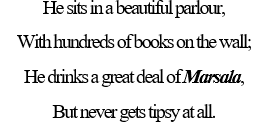 He sits in a beautiful parlour,
With hundreds of books on the wall;
He drinks a great deal of Marsala,
But never gets tipsy at all.